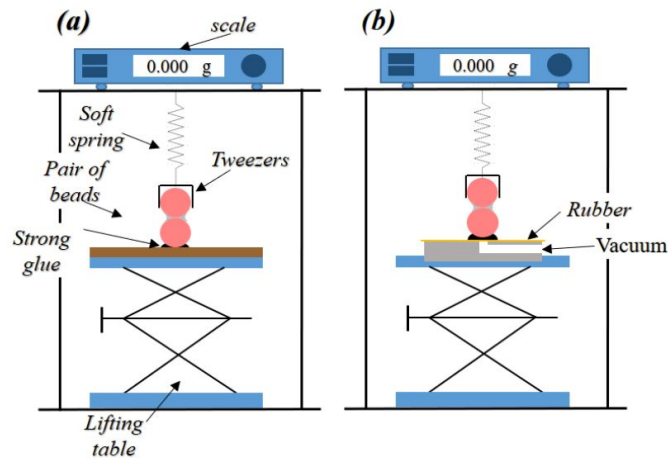 (a)
scale
(b)
0.000 g
0.000 g
Soft
spring
Tweezers
Pair of
beads
Strong
glue
Rubber
Vacuum
Lifting
table